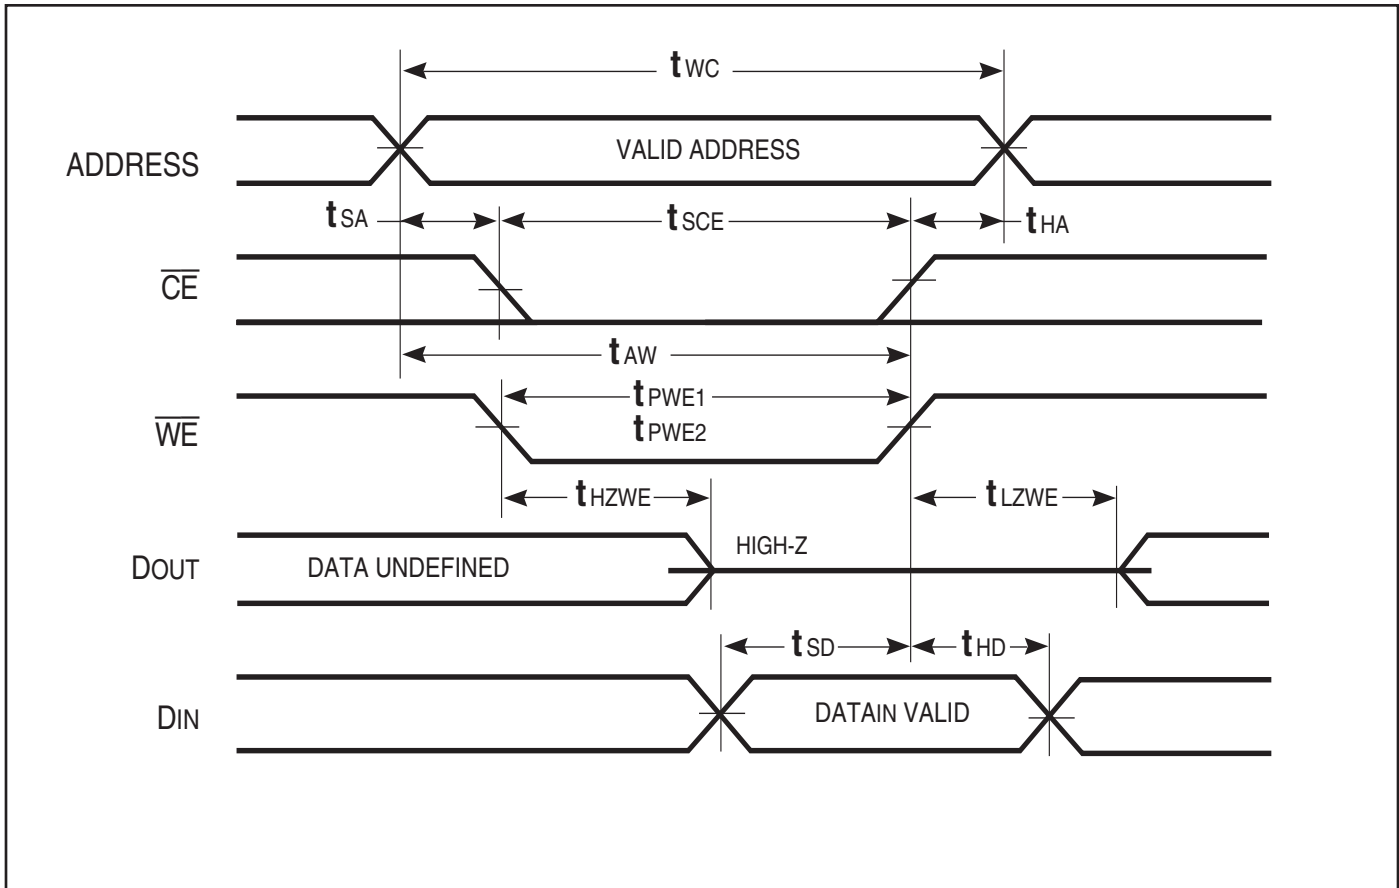 tWC
ADDRESS
VALID ADDRESS
tSA
tSCE
tHA
CE
tAW
WE
tPWE1
tPWE2
tHZWE
tLZWE
DOUT
DATA UNDEFINED
HIGH-Z
tSD
tHD
DIN
DATAIN VALID